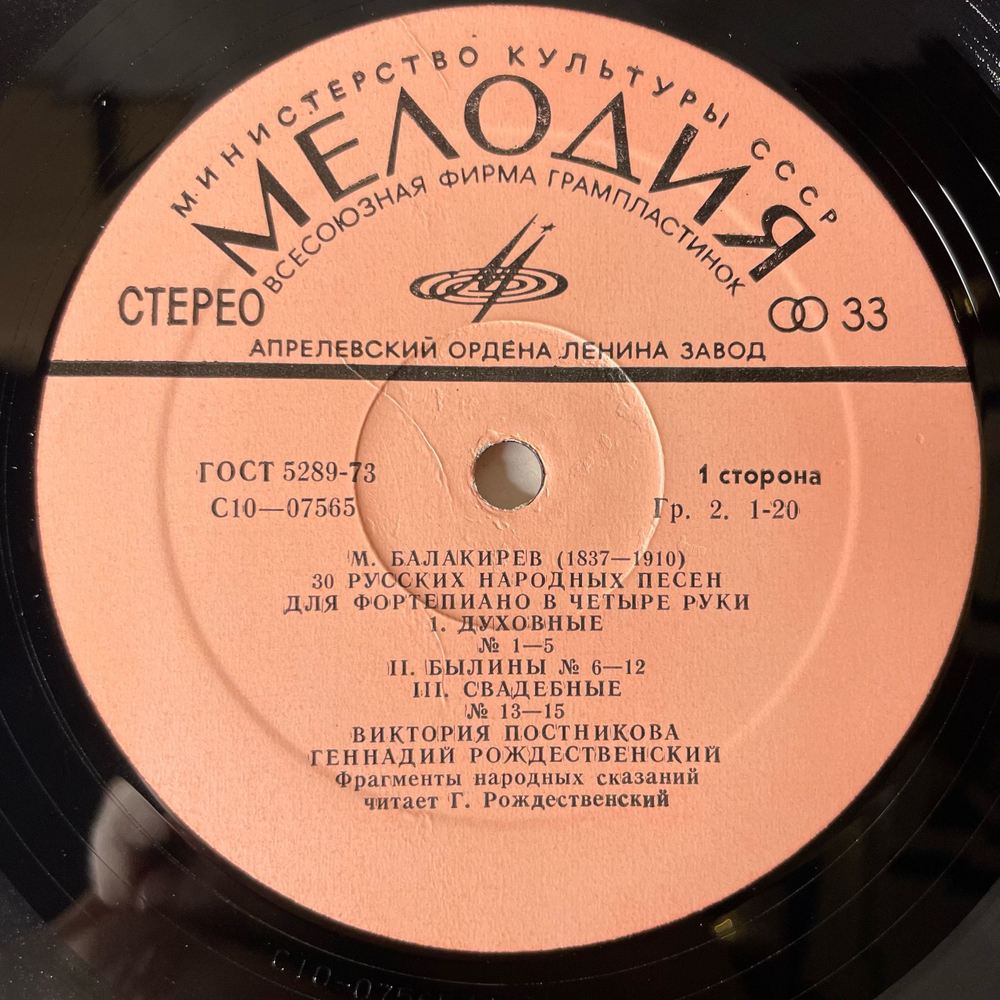 МИНИСТЕРСТВО КУЛЬТУРЫ СССР
МЕЛОДИЯ
ВСЕСОЮЗНАЯ ФИРМА ГРАМПЛАСТИНОК
СТЕРЕО
33
АПРЕЛЕВСКИЙ ОРДЕНА ЛЕНИНА ЗАВОД
ГОСТ 5289-73
1 сторона
С10—07565
Гр. 2. 1-20
М. БАЛАКИРЕВ (1837—1910)
30 РУССКИХ НАРОДНЫХ ПЕСЕН
ДЛЯ ФОРТЕПИАНО В ЧЕТЫРЕ РУКИ
I. ДУХОВНЫЕ
№ 1—5
II. БЫЛИНЫ № 6—12
III. СВАДЕБНЫЕ
№ 13—15
ВИКТОРИЯ ПОСТНИКОВА
ГЕННАДИЙ РОЖДЕСТВЕНСКИЙ
Фрагменты народных сказаний
читает Г. Рождественский